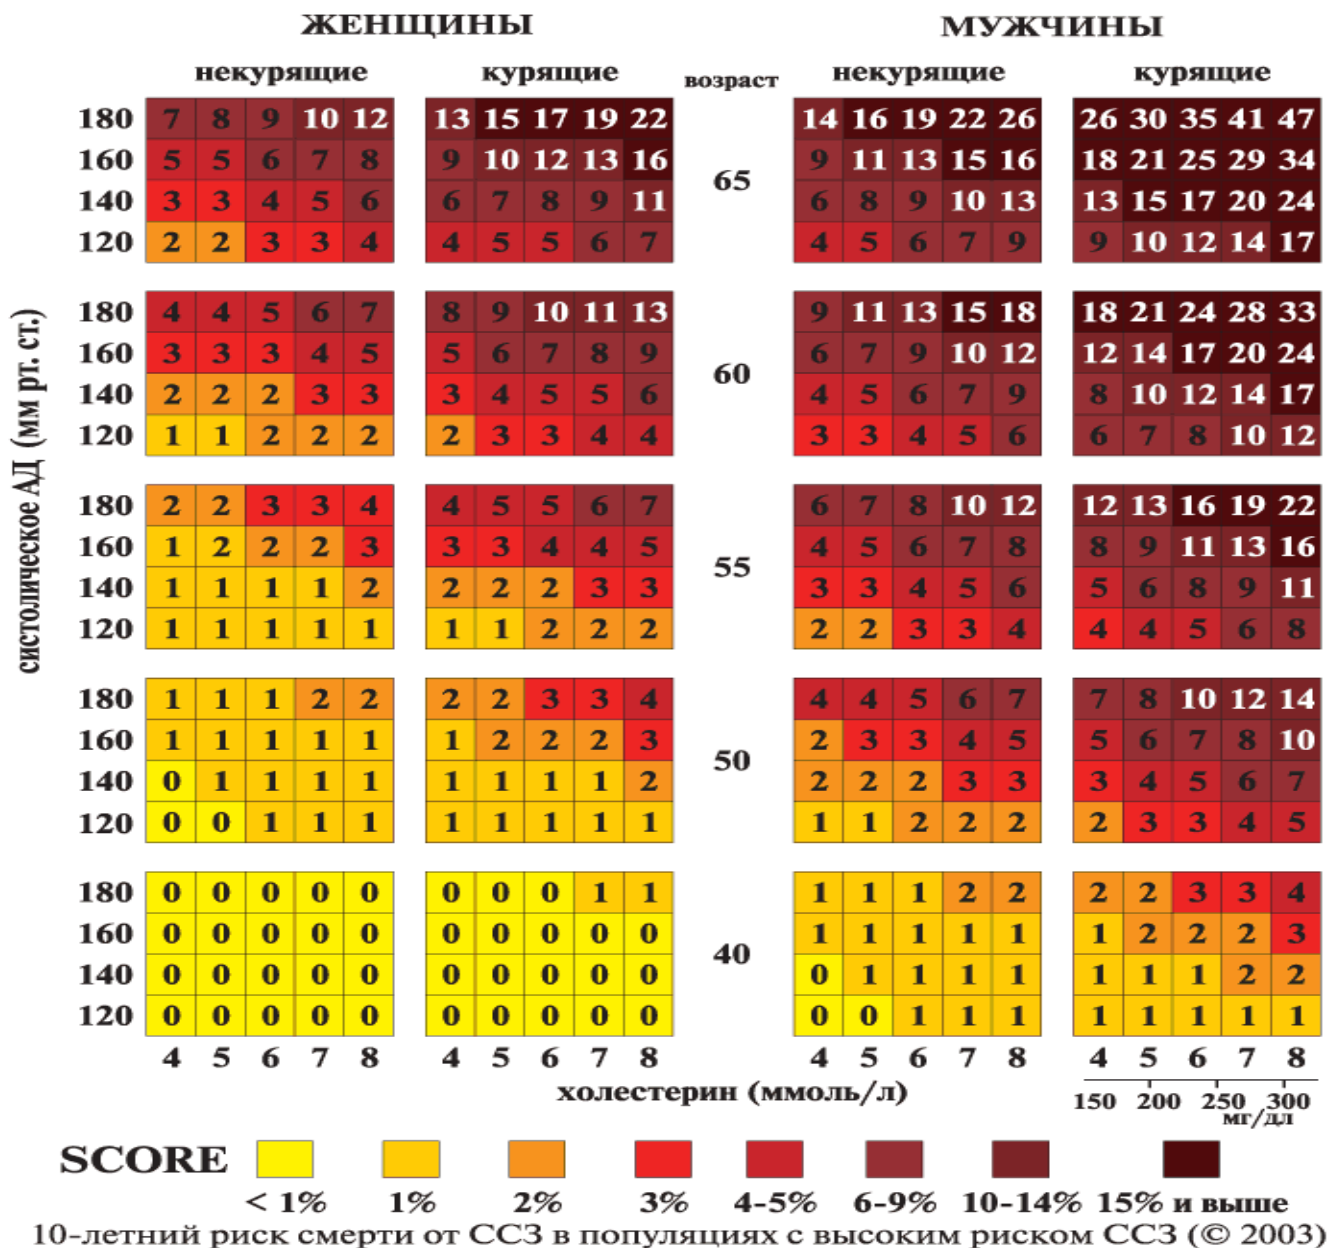 ЖЕНЩИНЫ МУЖЧИНЫ
некурящие курящие возраст некурящие курящие
180 7 8 9 10 12 13 15 17 19 22 14 16 19 22 26 26 30 35 41 47
160 5 5 6 7 8 9 10 12 13 16 9 11 13 15 16 18 21 25 29 34
65
140 3 3 4 5 6 6 7 8 9 11 6 8 9 10 13 13 15 17 20 24
120 2 2 3 3 4 4 5 5 6 7 4 5 6 7 9 9 10 12 14 17
систолическое АД (мм рт. ст.)
180 4 4 5 6 7 8 9 10 11 13 9 11 13 15 18 18 21 24 28 33
160 3 3 3 4 5 5 6 7 8 9 6 7 9 10 12 12 14 17 20 24
60
140 2 2 2 3 3 3 4 5 5 6 4 5 6 7 9 8 10 12 14 17
120 1 1 2 2 2 2 3 3 4 4 3 3 4 5 6 6 7 8 10 12
180 2 2 3 3 4 4 5 5 6 7 6 7 8 10 12 12 13 16 19 22
160 1 2 2 2 3 3 3 4 4 5 4 5 6 7 8 8 9 11 13 16
55
140 1 1 1 1 2 2 2 2 3 3 3 3 4 5 6 5 6 8 9 11
120 1 1 1 1 1 1 1 2 2 2 2 2 3 3 4 4 4 5 6 8
180 1 1 1 2 2 2 2 3 3 4 4 4 5 6 7 7 8 10 12 14
160 1 1 1 1 1 1 2 2 2 3 2 3 3 4 5 5 6 7 8 10
50
140 0 1 1 1 1 1 1 1 1 2 2 2 2 3 3 3 4 5 6 7
120 0 0 1 1 1 1 1 1 1 1 1 1 2 2 2 2 3 3 4 5
180 0 0 0 0 0 0 0 0 1 1 1 1 1 2 2 2 2 3 3 4
160 0 0 0 0 0 0 0 0 0 0 1 1 1 1 1 1 2 2 2 3
40
140 0 0 0 0 0 0 0 0 0 0 0 1 1 1 1 1 1 1 2 2
120 0 0 0 0 0 0 0 0 0 0 0 0 1 1 1 1 1 1 1 1
4 5 6 7 8 4 5 6 7 8 4 5 6 7 8 4 5 6 7 8
холестерин (ммоль/л)
150 200 250 300
мг/дл
SCORE
< 1% 1% 2% 3% 4-5% 6-9% 10-14% 15% и выше
10-летний риск смерти от ССЗ в популяциях с высоким риском ССЗ (© 2003)